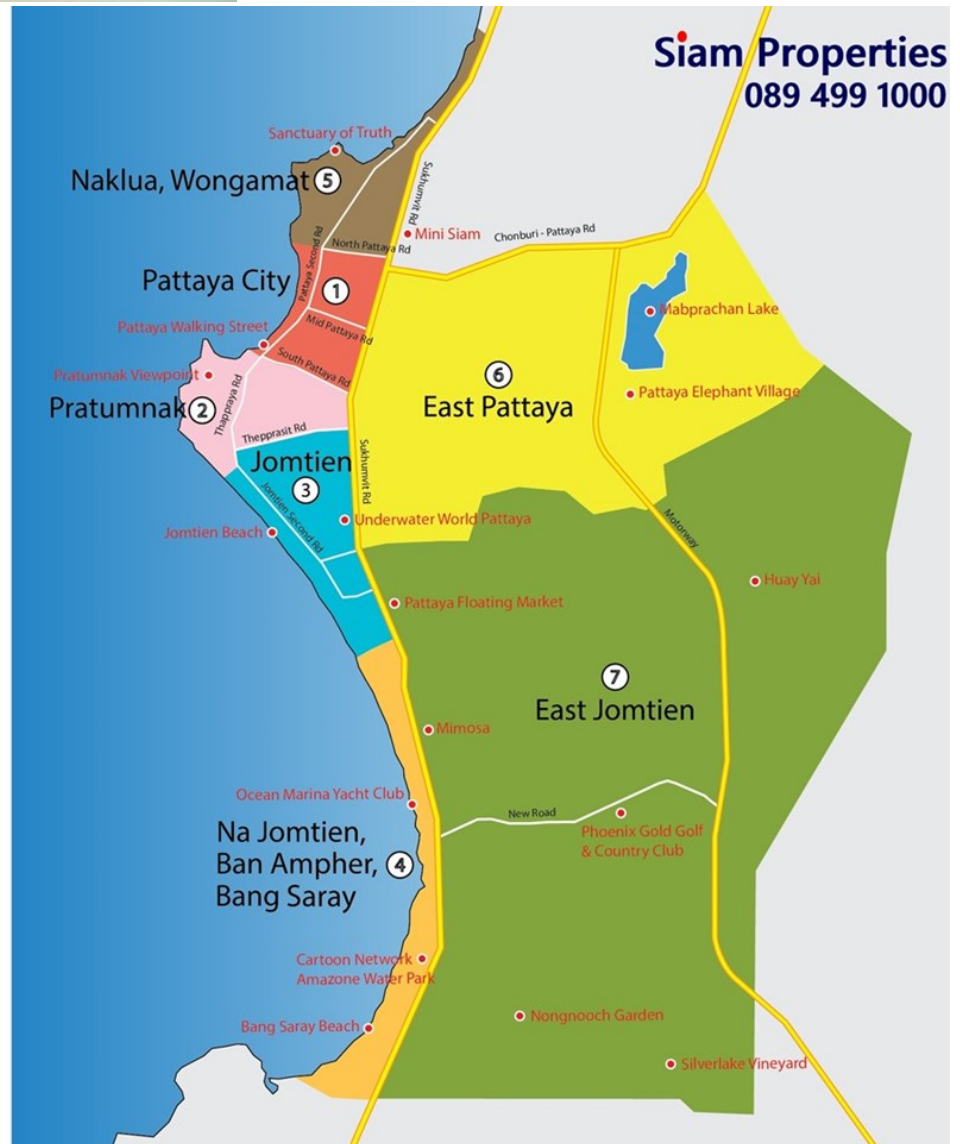 Siam Properties
089 499 1000
Sanctuary of Truth
Naklua, Wongamat 5
Sukhumvit Rd
Mini Siam
Chonburi - Pattaya Rd
North Pattaya Rd
Pattaya Second Rd
Pattaya City
1
Mabprachan Lake
Mid Pattaya Rd
Pattaya Walking Street
South Pattaya Rd
Pratumnak Viewpoint
6
East Pattaya
Pattaya Elephant Village
Pratumnak 2
Thappraya Rd
Thepprasit Rd
Jomtien
3
Sukhumvit Rd
Jomtien Second Rd
Underwater World Pattaya
Jomtien Beach
Motorway
Huay Yai
Pattaya Floating Market
7
East Jomtien
Mimosa
Ocean Marina Yacht Club
New Road
Phoenix Gold Golf
& Country Club
Na Jomtien,
Ban Ampher, 4
Bang Saray
Cartoon Network
Amazone Water Park
Nongnooch Garden
Bang Saray Beach
Silverlake Vineyard